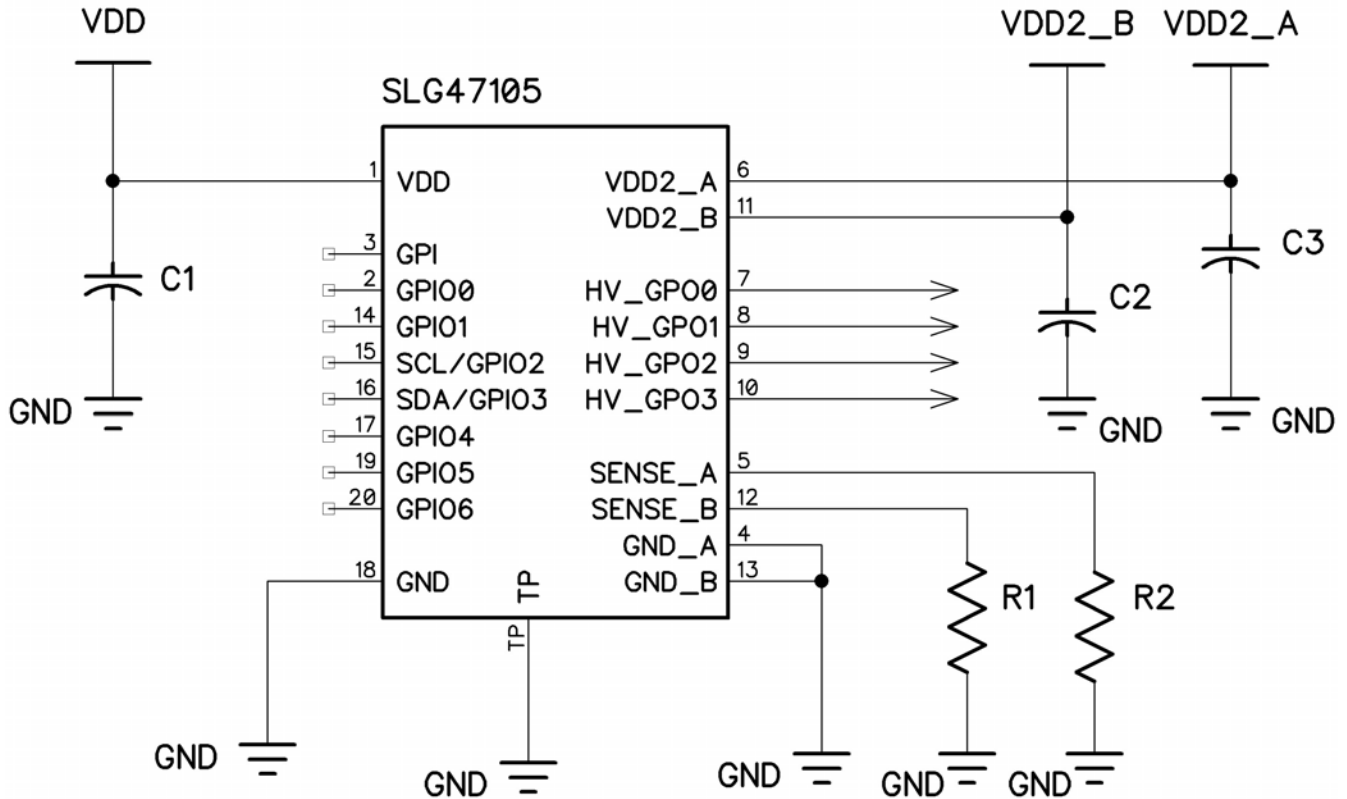 VDD
VDD2_B VDD2_A
SLG47105
1 VDD
VDD2_A 6
VDD2_B 11
3 GPI
2 GPIO0
HV_GPO0 7
14 GPIO1
HV_GPO1 8
15 SCL/GPIO2
HV_GPO2 9
16 SDA/GPIO3
HV_GPO3 10
17 GPIO4
19 GPIO5
SENSE_A 5
20 GPIO6
SENSE_B 12
GND_A 4
18 GND
GND_B 13
TP
TP
C1
GND
C2
GND
C3
GND
R1
R2
GND
GND
GND
GND
GND